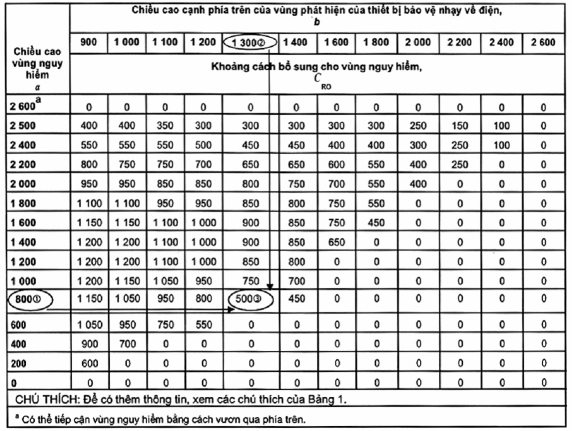 Chiều cao cạnh phía trên của vùng phát hiện của thiết bị bảo vệ nhạy về điện,
b
Chiều cao vùng nguy hiểm a
900 1 000 1 100 1 200 1 300② 1 400 1 600 1 800 2 000 2 200 2 400 2 600
Khoảng cách bổ sung cho vùng nguy hiểm,
C RO
2 600 a 0 0 0 0 0 0 0 0 0 0 0 0
2 500 400 400 350 300 300 300 300 300 250 150 100 0
2 400 550 550 550 500 450 450 400 400 300 250 100 0
2 200 800 750 750 700 650 650 600 550 400 250 0 0
2 000 950 950 850 850 800 750 700 550 400 0 0 0
1 800 1 100 1 100 950 950 850 800 750 550 0 0 0 0
1 600 1 150 1 150 1 100 1 000 900 850 750 450 0 0 0 0
1 400 1 200 1 200 1 100 1 000 900 850 650 0 0 0 0 0
1 200 1 200 1 200 1 100 1 000 850 800 0 0 0 0 0 0
1 000 1 200 1 150 1 050 950 750 700 0 0 0 0 0 0
800① 1 150 1 050 950 800 500③ 450 0 0 0 0 0 0
600 1 050 950 750 550 0 0 0 0 0 0 0 0
400 900 700 0 0 0 0 0 0 0 0 0 0
200 600 0 0 0 0 0 0 0 0 0 0 0
0 0 0 0 0 0 0 0 0 0 0 0 0
CHÚ THÍCH: Để có thêm thông tin, xem các chú thích của Bảng 1.
a Có thể tiếp cận vùng nguy hiểm bằng cách vươn qua phía trên.